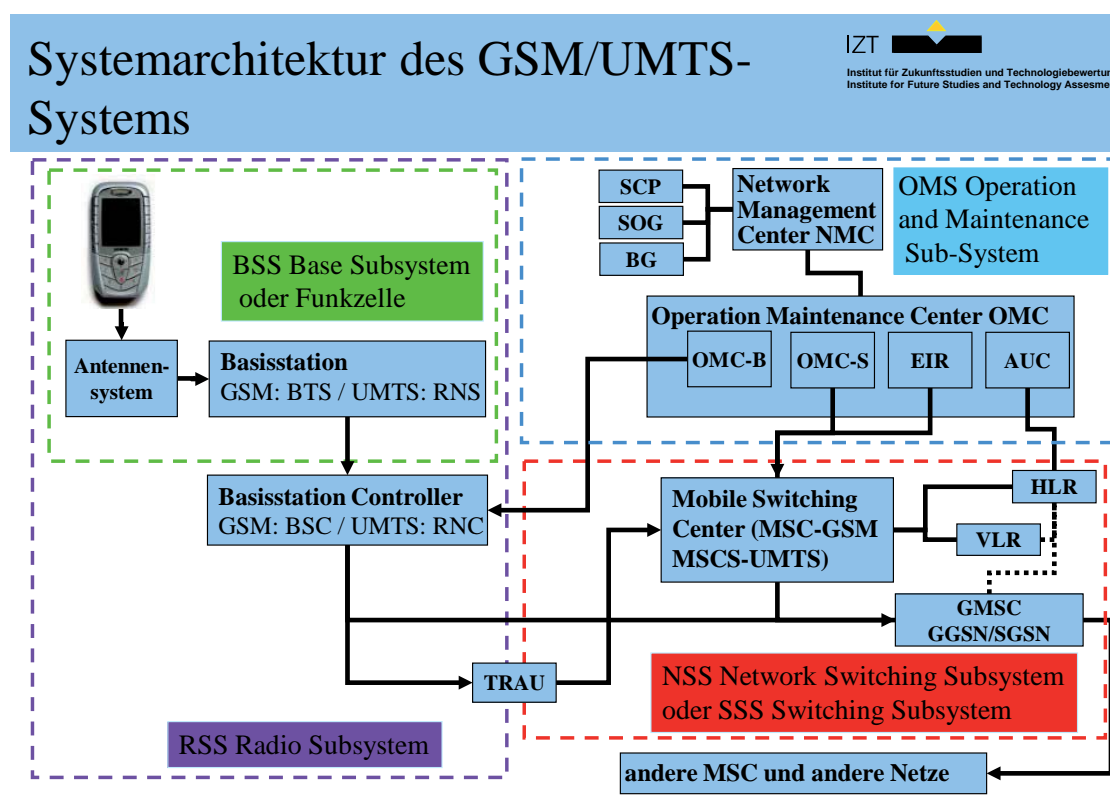 Systemarchitektur des GSM/UMTS-
Systems
IZT
Institut für Zukunftsstudien und Technologiebewertun
Institute for Future Studies and Technology Assesme
BSS Base Subsystem
oder Funkzelle
Antennen-
system
Basisstation
GSM: BTS / UMTS: RNS
Basisstation Controller
GSM: BSC / UMTS: RNC
TRAU
RSS Radio Subsystem
SCP
SOG
BG
Network
Management
Center NMC
OMS Operation
and Maintenance
Sub-System
Operation Maintenance Center OMC
OMC-B
OMC-S
EIR
AUC
Mobile Switching
Center (MSC-GSM
MSCS-UMTS)
HLR
VLR
GMSC
GGSN/SGSN
NSS Network Switching Subsystem
oder SSS Switching Subsystem
andere MSC und andere Netze